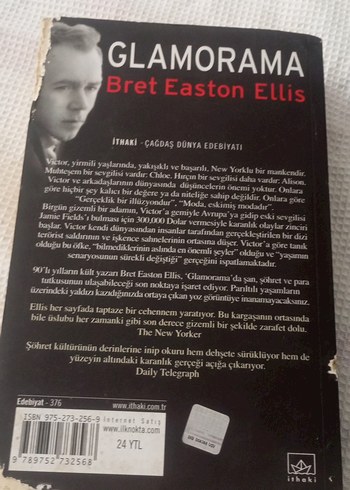 GLAMORAMA
Bret Easton Ellis
İTHAKİ - ÇAĞDAŞ DÜNYA EDEBİYATI
Victor, yirmili yaşlarında, yakışıklı ve başarılı, New Yorklu bir mankendir.
Muhteşem bir sevgilisi vardır: Chloe. Hırçın bir sevgilisi daha vardır: Alison.
Victor ve arkadaşlarının dünyasında düşüncelerin önemi yoktur. Onlara
göre hiçbir şey kalıcı bir değere ya da niteliğe sahip değildir. Onlara göre
"Gerçeklik bir illüzyondur", "Moda, eskimiş modadır".
Birgün gizemli bir adamın, Victor'a gemiyle Avrupa'ya gidip eski sevgilisi
Jamie Fields'ı bulması için 300,000 Dolar vermesiyle karanlık olaylar zinciri
başlar. Victor kendi dünyasından insanlar tarafından gerçekleştirilen bir dizi
terörist saldırının ve işkence sahnelerinin ortasına düşer. Victor'a göre tanık
olduğu bu öfke, "bilmediklerinin aslında en önemli şeyler" olduğu ve "yaşamın
senaryosunun sürekli değiştiği" gerçeğini ispatlamaktadır.
90'lı yılların kült yazarı Bret Easton Ellis, 'Glamorama'da şan, şöhret ve para
tutkusunun ulaşabileceği son noktaya işaret ediyor. Parıltılı yaşamların
üzerindeki yaldızı kazıdığınızda ortaya çıkan yoz görüntüye inanamayacaksınız.
Ellis her sayfada taptaze bir cehennem yaratıyor. Bu kargaşanın ortasında
bile üslubu her zamanki gibi son derece gizemli bir şekilde zarafet dolu.
The New Yorker
Şöhret kültürünün derinlerine inip okuru hem dehşete sürüklüyor hem de
yüzeyin altındaki karanlık gerçeği açığa çıkarıyor.
Daily Telegraph
Edebiyat - 376
www.ithaki.com.tr
ISBN 975-273-256-9
9 789752 732568
İnternet Satış
www.ilknokta.com
24 YTL
ithaki